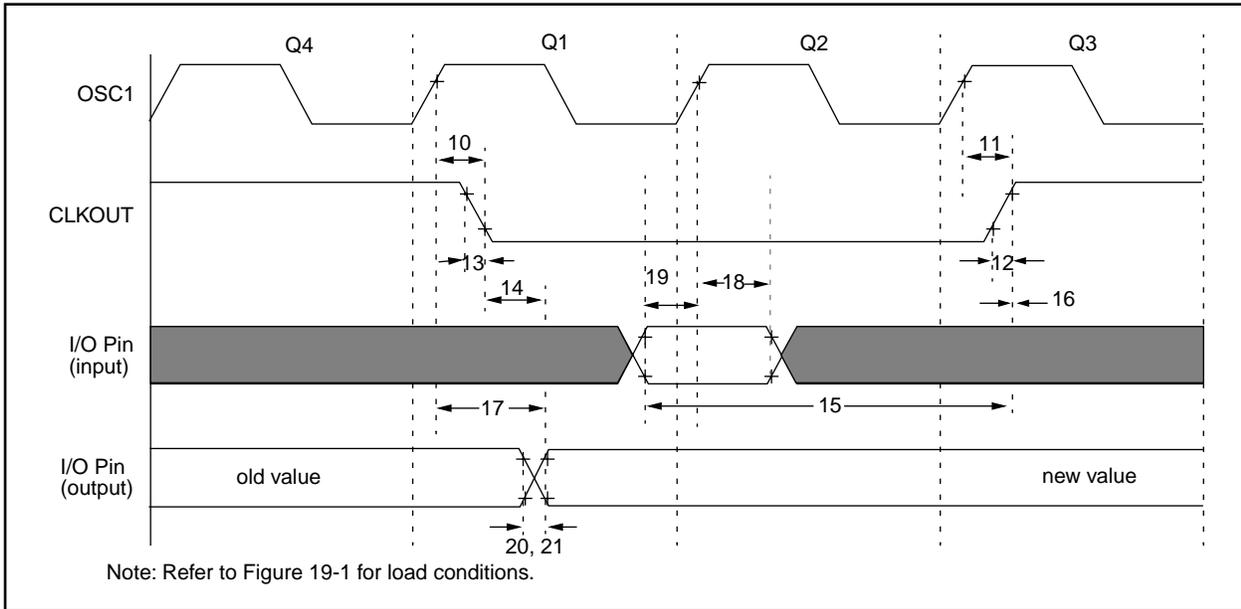 Q4 Q1 Q2 Q3
OSC1
10 11
CLKOUT
13 12
14 19 18 16
I/O Pin
(input)
17 15
I/O Pin
(output)
old value new value
20, 21
Note: Refer to Figure 19-1 for load conditions.